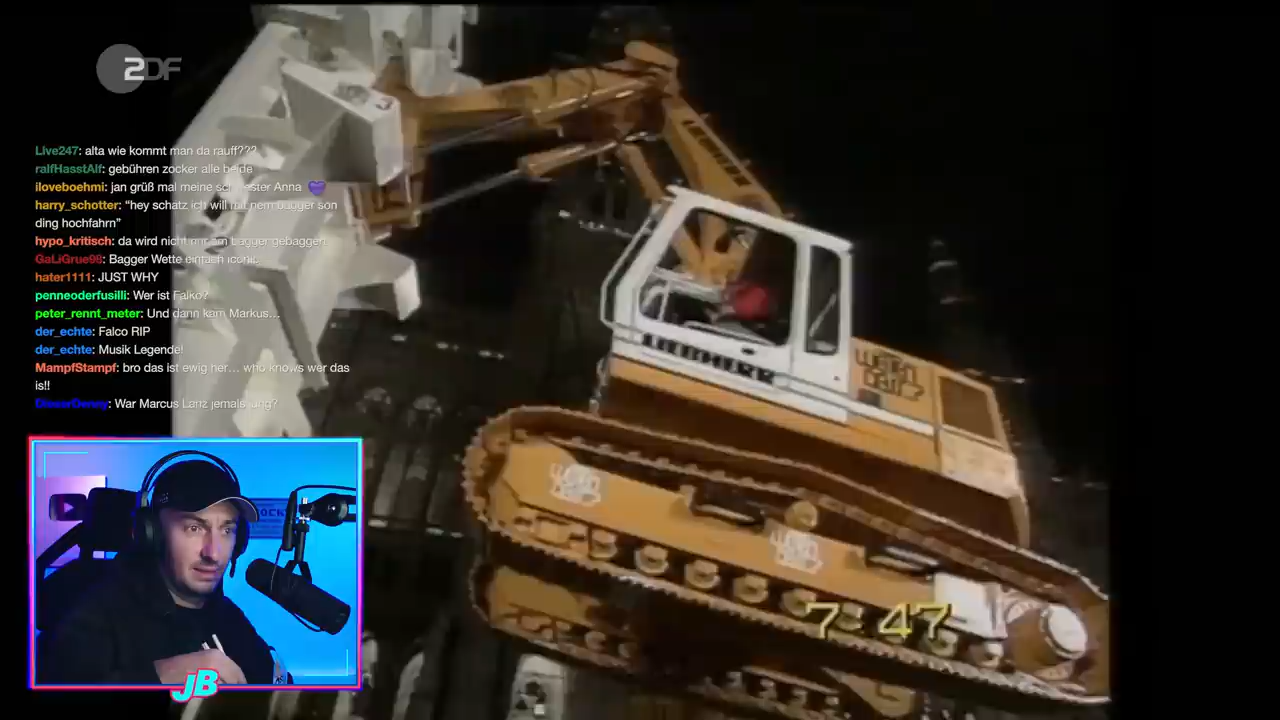 2DF
Live247: alta wie kommt man da rauff???
ralfHasstAlf: gebühren zocker alle beide
iloveboehmi: jan grüß mal meine schwester Anna 💜
harry_schotter: “hey schatz ich will mit nem bagger son
ding hochfahrn”
hypo_kritisch: da wird nicht nur am bagger gebaggert
GaLiGrue98: Bagger Wette einfach iconic
hater1111: JUST WHY
penneoderfusilli: Wer ist Falko?
peter_rennt_meter: Und dann kam Markus...
der_echte: Falco RIP
der_echte: Musik Legende!
MampfStampf: bro das ist ewig her... who knows wer das
is!!
DieserDenny: War Marcus Lanz jemals jung?
LIEBHERR
LIEBHERR
7:47
JB